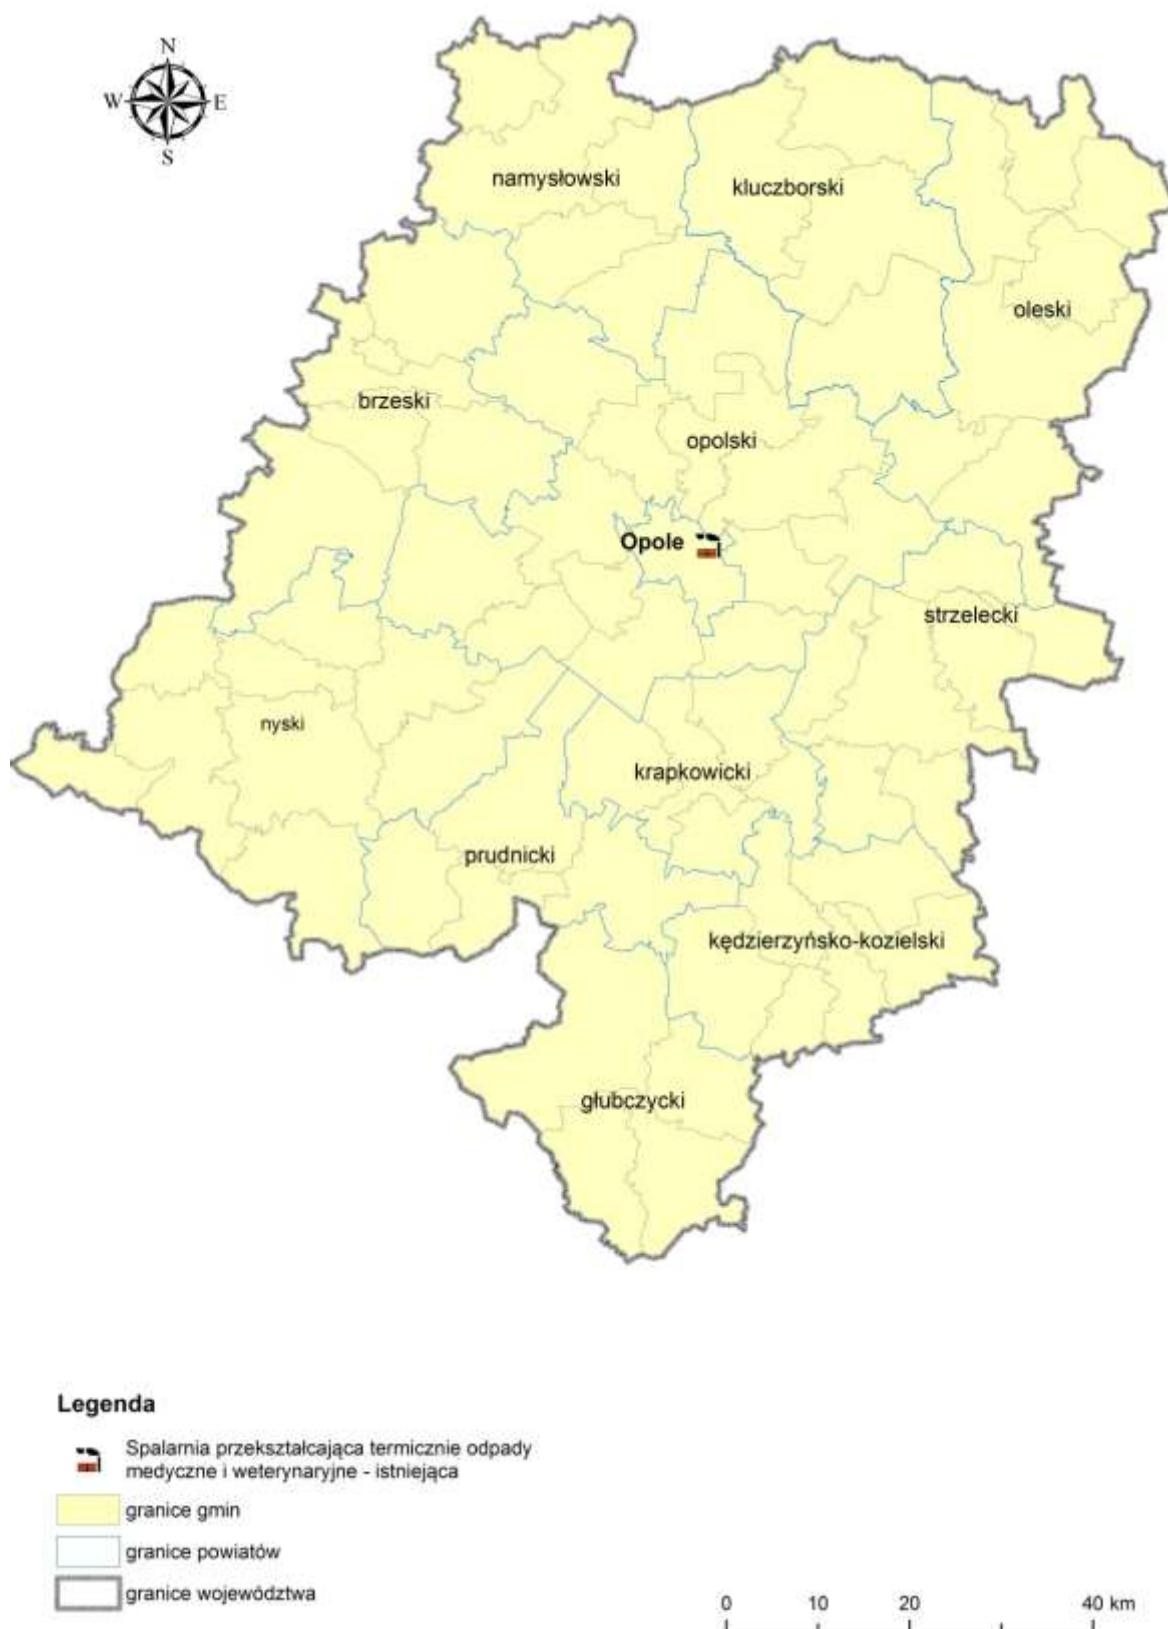 N
W E
S
namysłowski
kluczborski
oleski
brzeski
opolski
Opole
strzelecki
nyski
krapkowicki
prudnicki
kędzierzyńsko-kozielski
głubczycki
Legenda
Spalarnia przekształcająca termicznie odpady
medyczne i weterynaryjne - istniejąca
granice gmin
granice powiatów
granice województwa
0 10 20 40 km